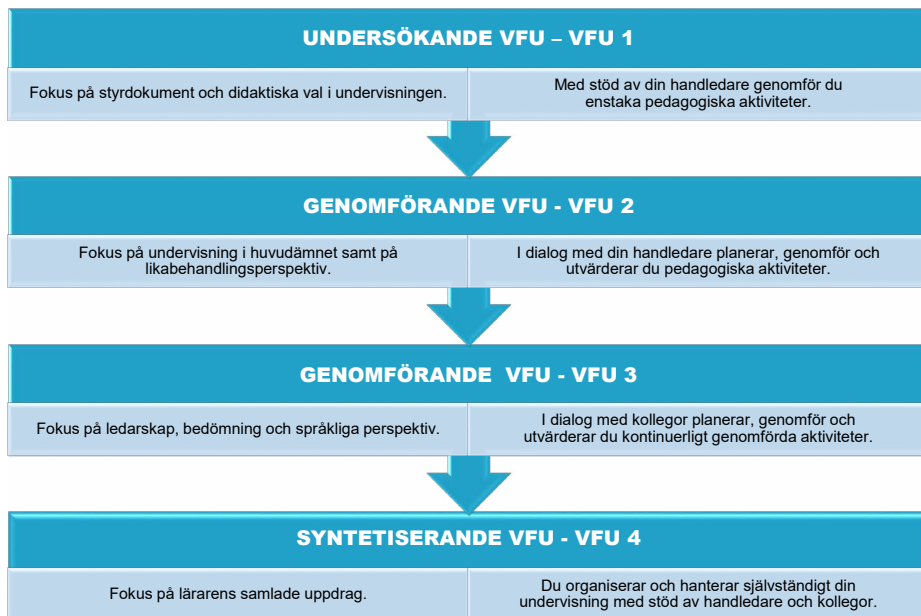 UNDERSÖKANDE VFU – VFU 1
Fokus på styrdokument och didaktiska val i undervisningen.
Med stöd av din handledare genomför du
enstaka pedagogiska aktiviteter.
GENOMFÖRANDE VFU - VFU 2
Fokus på undervisning i huvudämnet samt på
likabehandlingsperspektiv.
I dialog med din handledare planerar, genomför och
utvärderar du pedagogiska aktiviteter.
GENOMFÖRANDE  VFU - VFU 3
Fokus på ledarskap, bedömning och språkliga perspektiv.
I dialog med kollegor planerar, genomför och
utvärderar du kontinuerligt genomförda aktiviteter.
SYNTETISERANDE VFU - VFU 4
Fokus på lärarens samlade uppdrag.
Du organiserar och hanterar självständigt din
undervisning med stöd av handledare och kollegor.